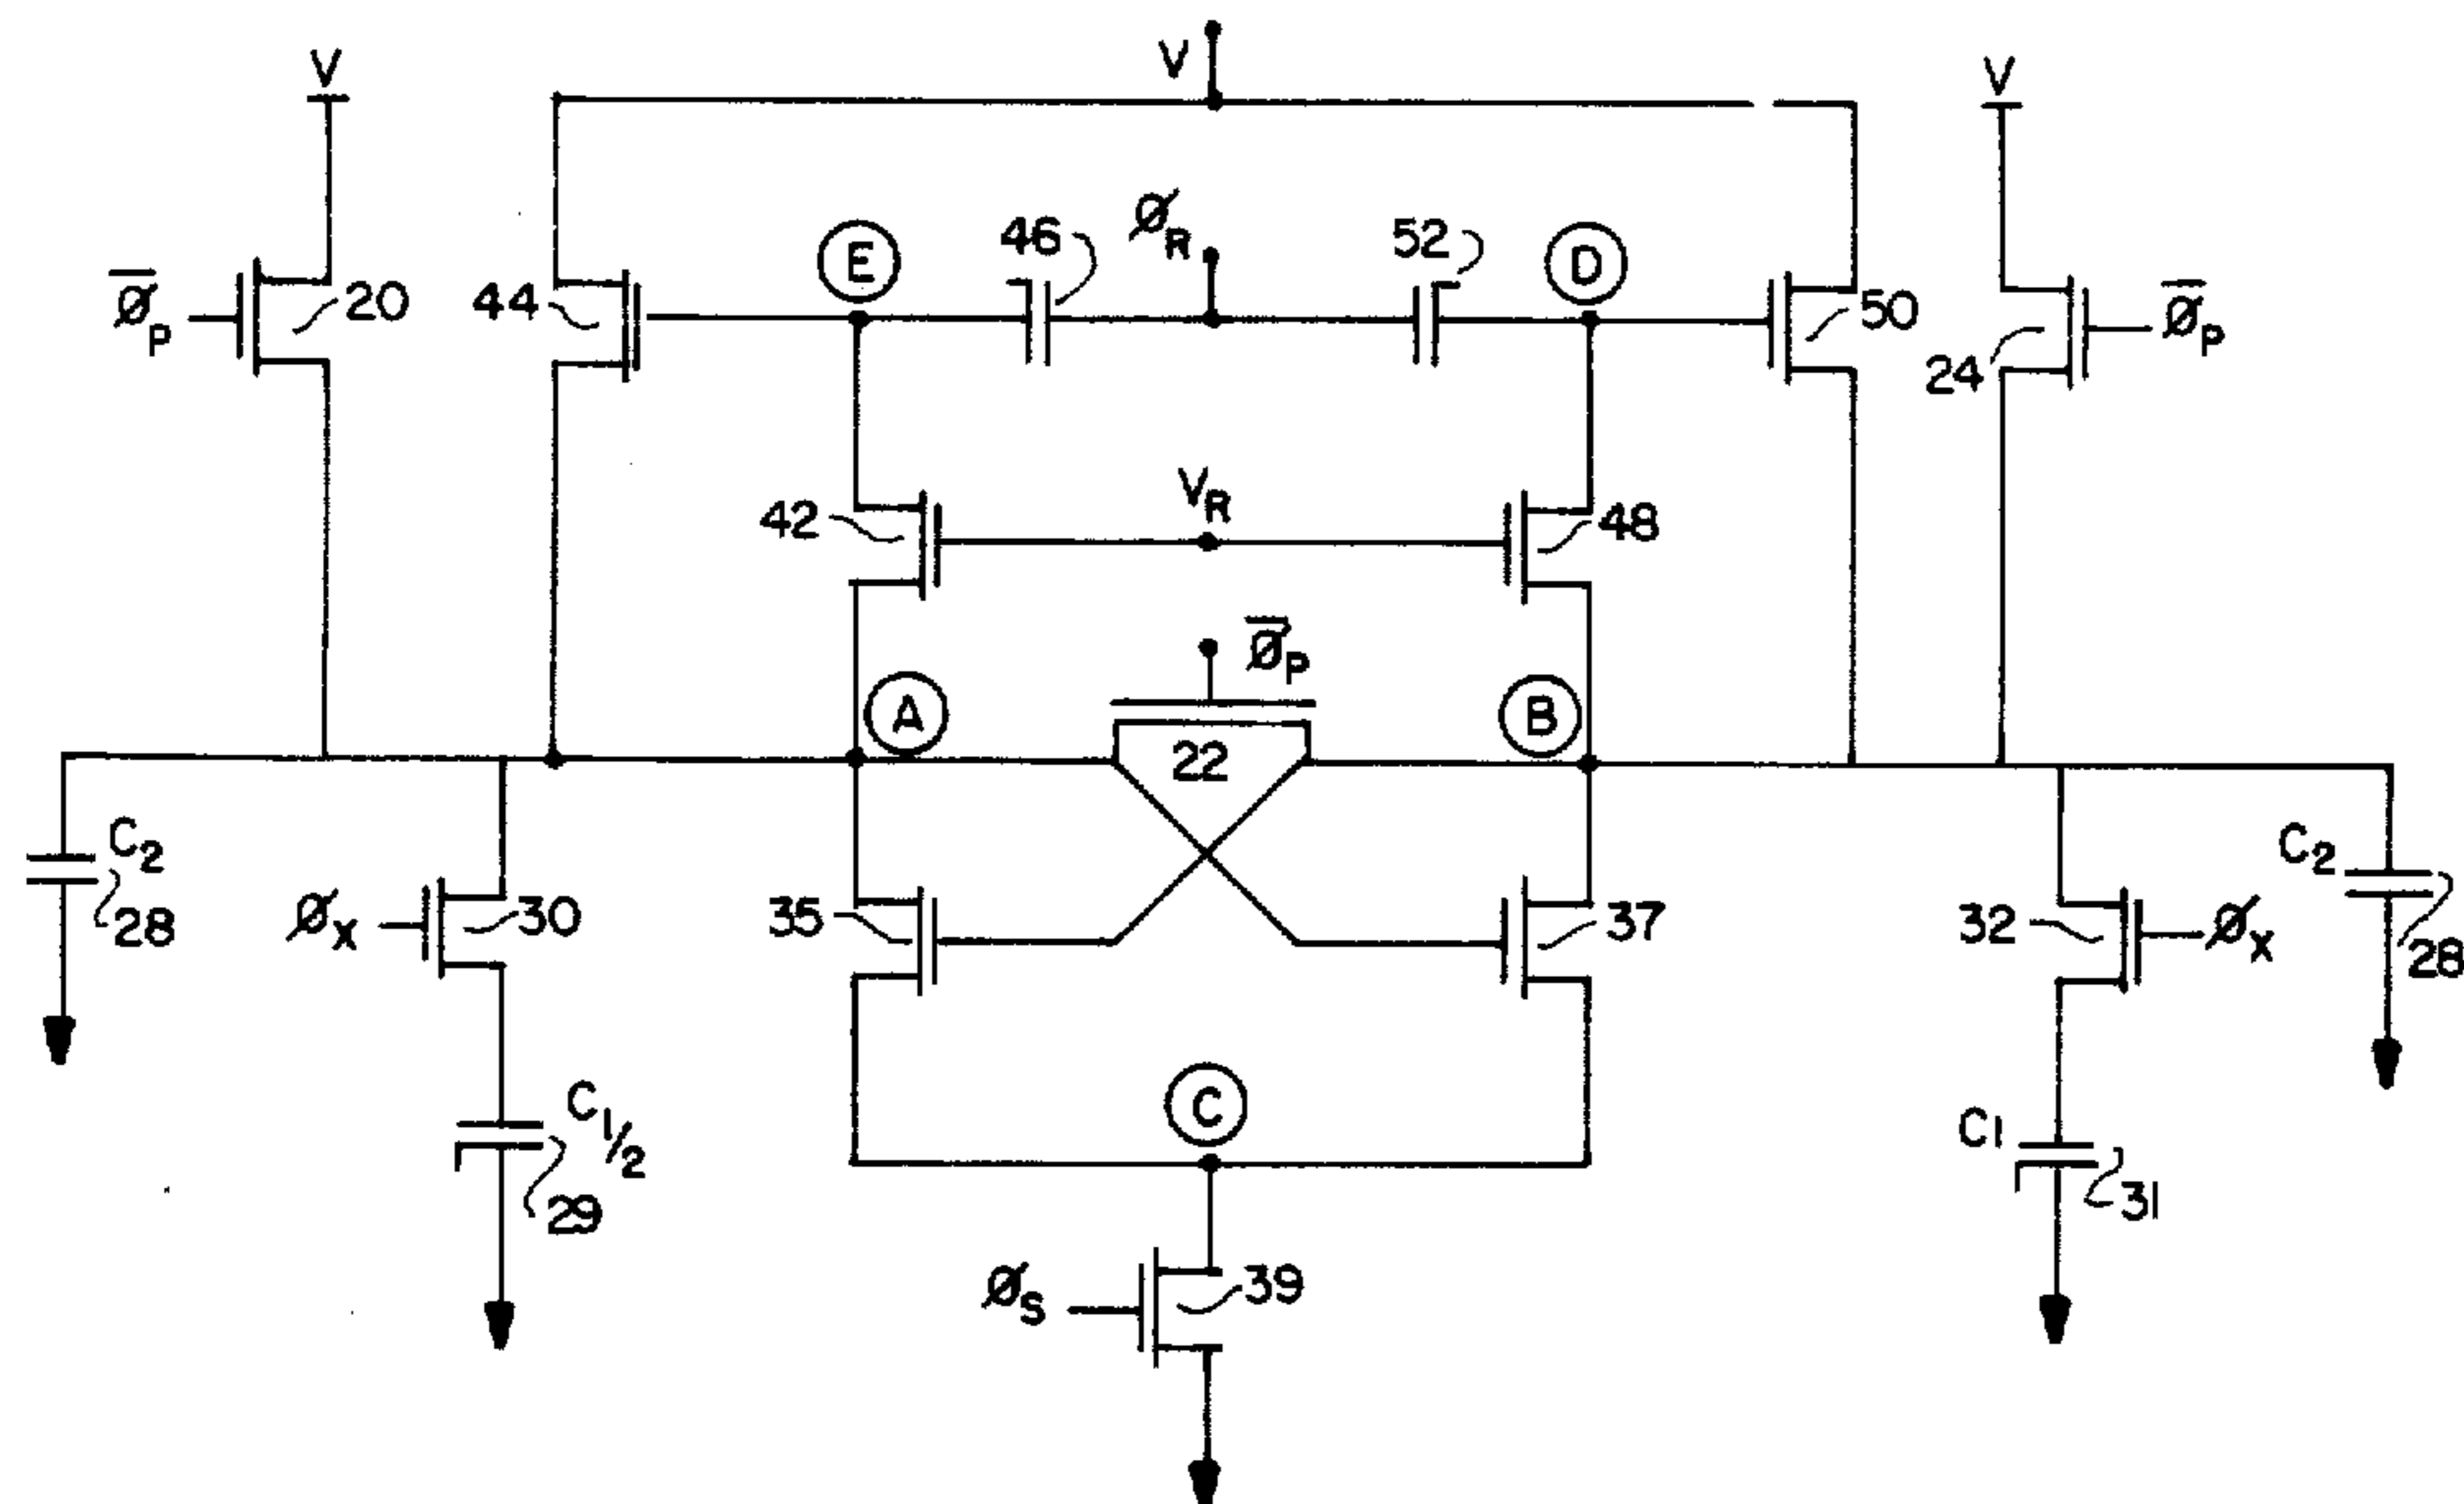 V
V
V
Ø̅P
20
44
E
46
ØR
52
D
50
24
Ø̅P
42
VR
48
Ø̅P
A
B
22
C2
28
ØX
30
35
37
32
ØX
C2
28
C1/2
29
C
C1
31
ØS
39